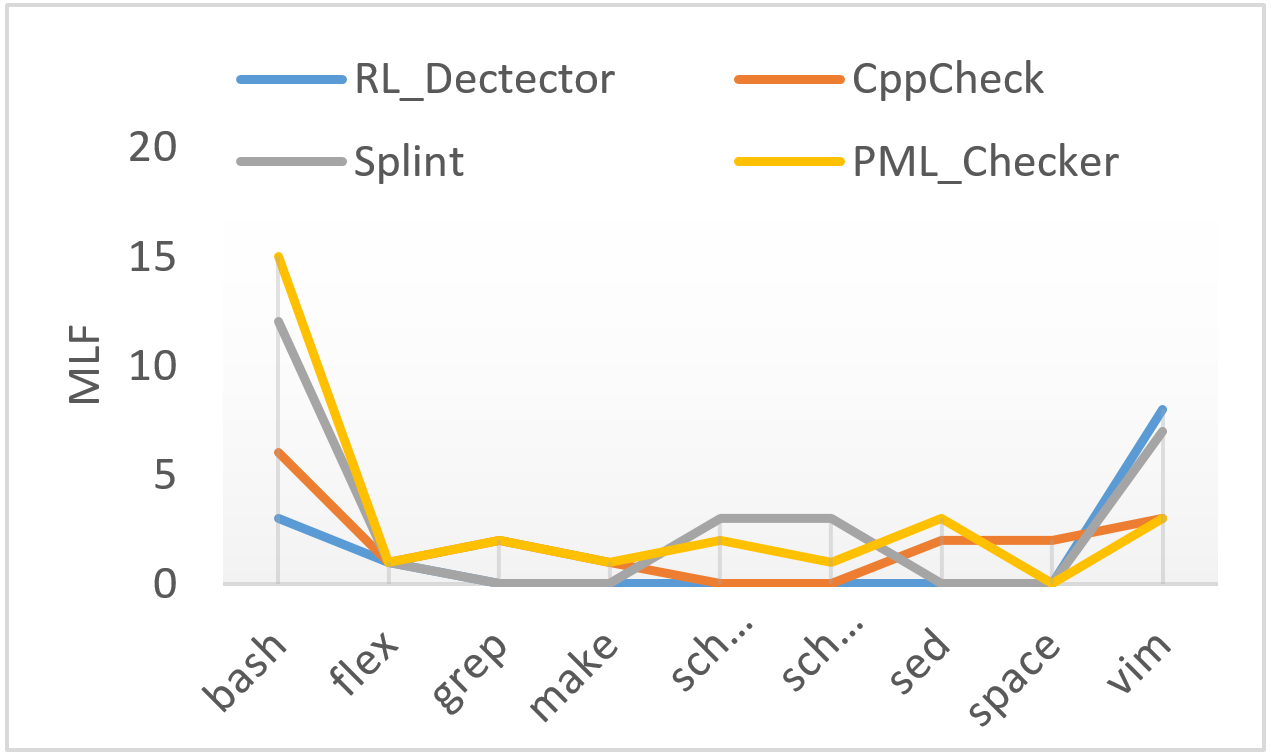 RL_Dectector CppCheck
Splint PML_Checker
20
15
10
5
0
MLF
bash flex grep make sch... sch... sed space vim